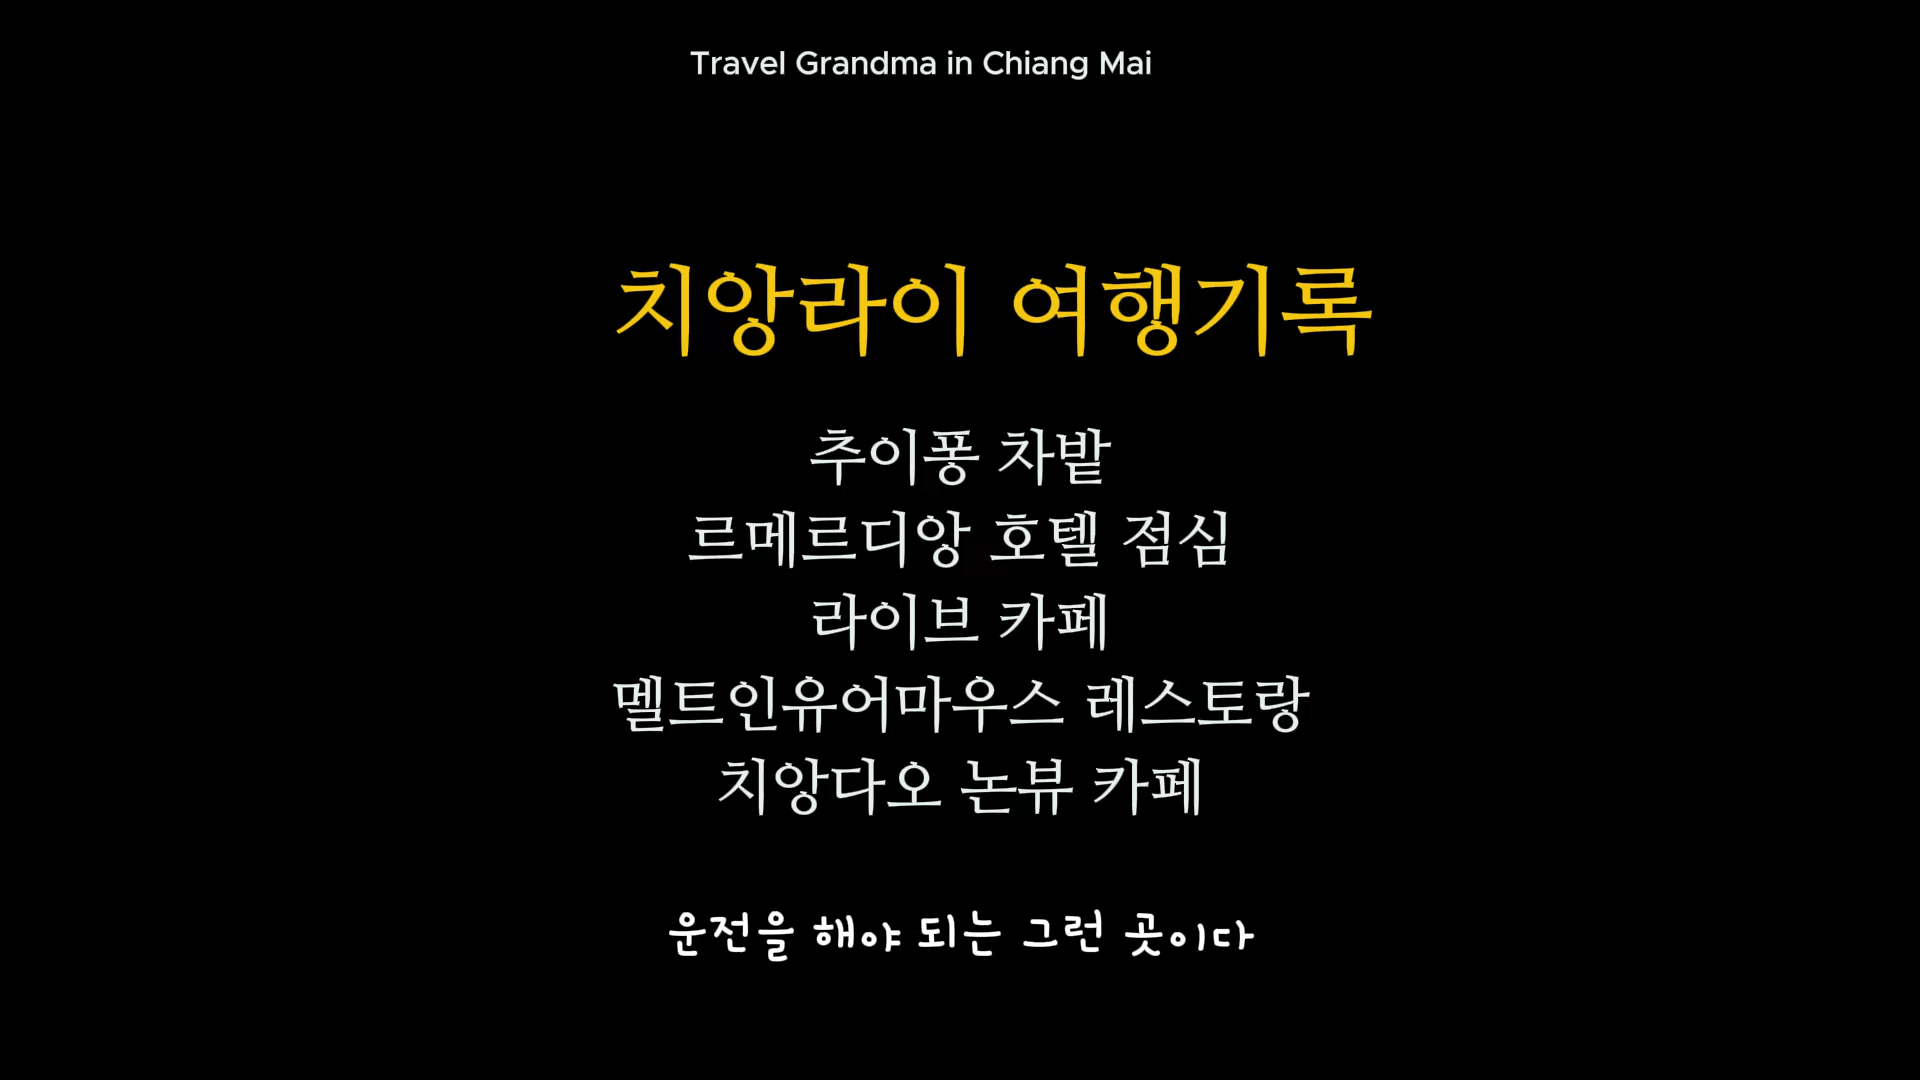 Travel Grandma in Chiang Mai
치앙라이 여행기록
추이퐁 차밭
르메르디앙 호텔 점심
라이브 카페
멜트인유어마우스 레스토랑
치앙다오 논뷰 카페
운전을 해야 되는 그런 곳이다